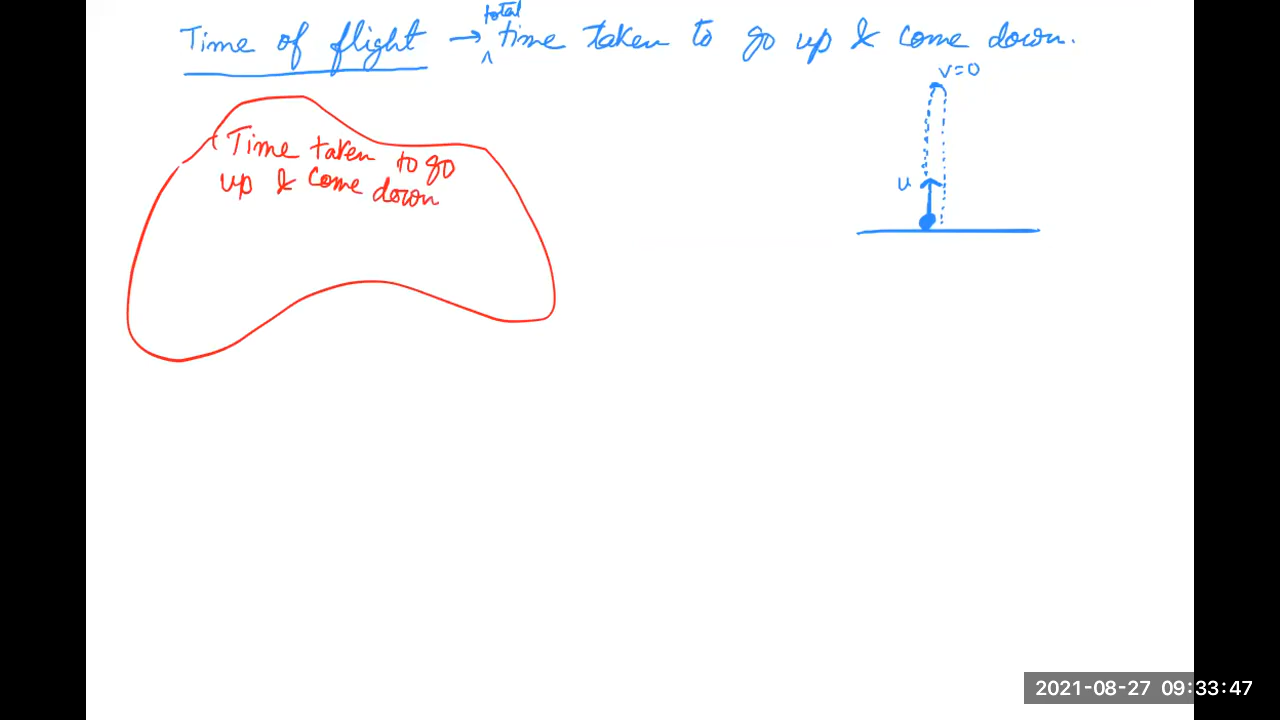 total
Time of flight → ^ time taken to go up & come down.
v=0
Time taken to go
up & come down
u
2021-08-27 09:33:47